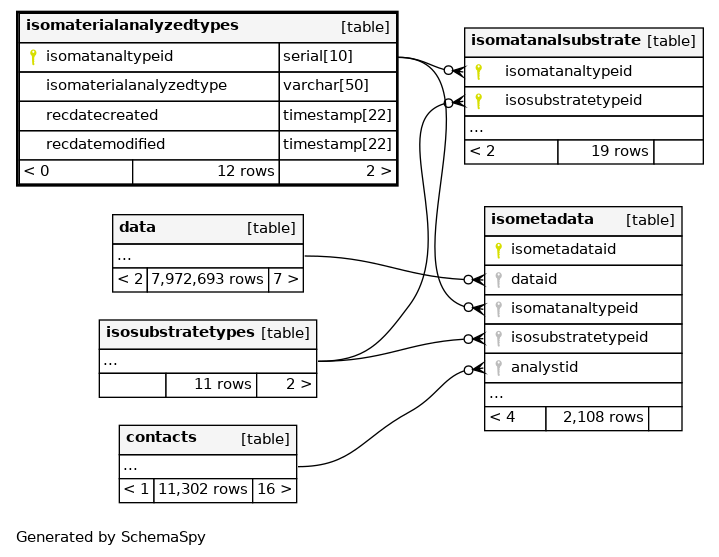 isomaterialanalyzedtypes [table]
isomatanaltypeid serial[10]
isomaterialanalyzedtype varchar[50]
recdatecreated timestamp[22]
recdatemodified timestamp[22]
< 0 12 rows 2 >
isomatanalsubstrate [table]
isomatanaltypeid
isosubstratetypeid
...
< 2 19 rows
data [table]
...
< 2 7,972,693 rows 7 >
isometadata [table]
isometadataid
dataid
isomatanaltypeid
isosubstratetypeid
analystid
...
< 4 2,108 rows
isosubstratetypes [table]
...
11 rows 2 >
contacts [table]
...
< 1 11,302 rows 16 >
Generated by SchemaSpy